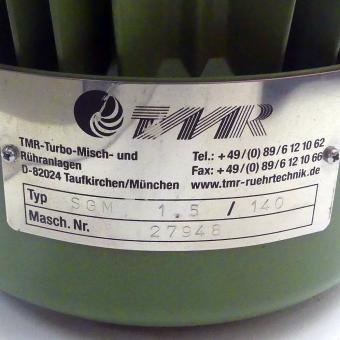 TMR
TMR-Turbo-Misch- und
Rühranlagen
D-82024 Taufkirchen/München
Tel.: +49/(0) 89/6 12 10 62
Fax: +49/(0) 89/6 12 10 66
www.tmr-ruehrtechnik.de
Typ SGM 1.5 / 140
Masch. Nr. 27948